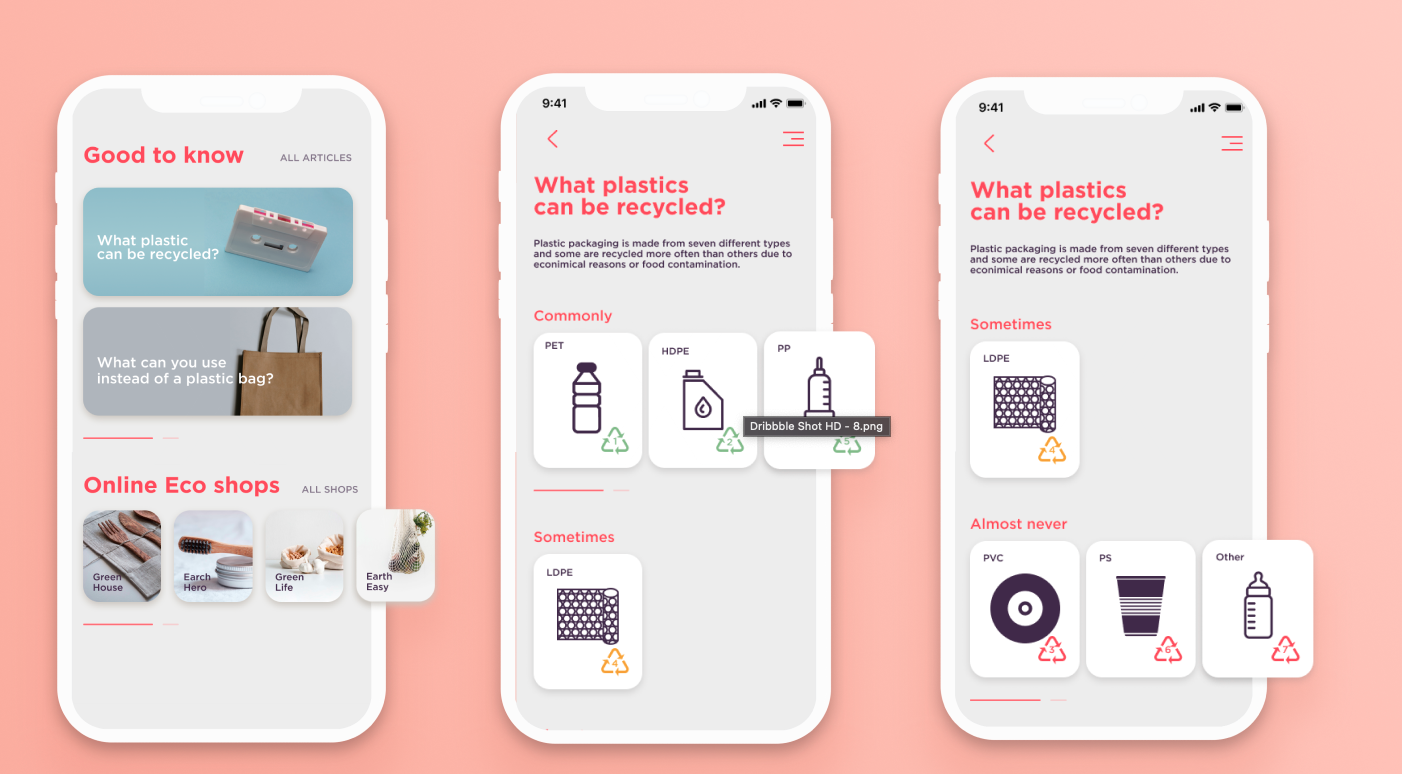 Good to know
ALL ARTICLES
What plastic
can be recycled?
What can you use
instead of a plastic bag?
Online Eco shops
ALL SHOPS
Green
House
Earch
Hero
Green
Life
Earth
Easy
9:41
What plastics
can be recycled?
Plastic packaging is made from seven different types
and some are recycled more often than others due to
econimical reasons or food contamination.
Commonly
PET
1
HDPE
2
PP
5
Dribbble Shot HD - 8.png
Sometimes
LDPE
4
9:41
What plastics
can be recycled?
Plastic packaging is made from seven different types
and some are recycled more often than others due to
econimical reasons or food contamination.
Sometimes
LDPE
4
Almost never
PVC
3
PS
6
Other
7